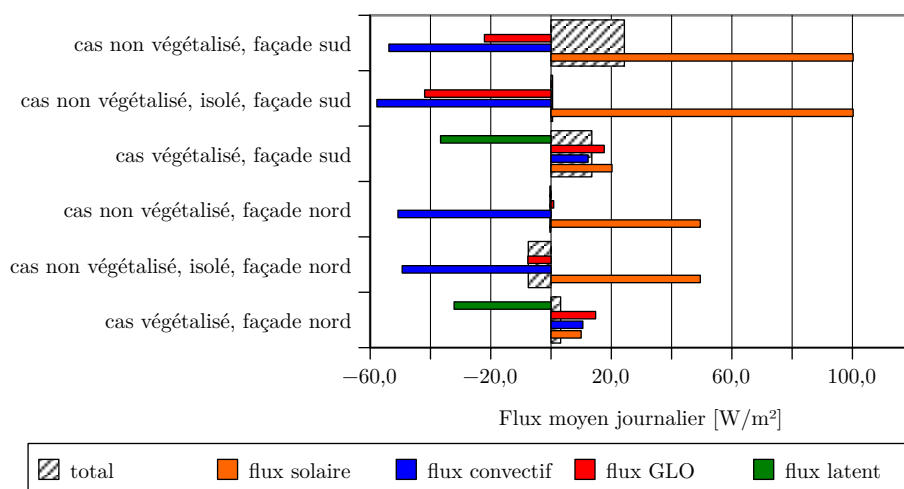 cas non végétalisé, façade sud
cas non végétalisé, isolé, façade sud
cas végétalisé, façade sud
cas non végétalisé, façade nord
cas non végétalisé, isolé, façade nord
cas végétalisé, façade nord
−60,0 −20,0 20,0 60,0 100,0
Flux moyen journalier [W/m²]
total flux solaire flux convectif flux GLO flux latent